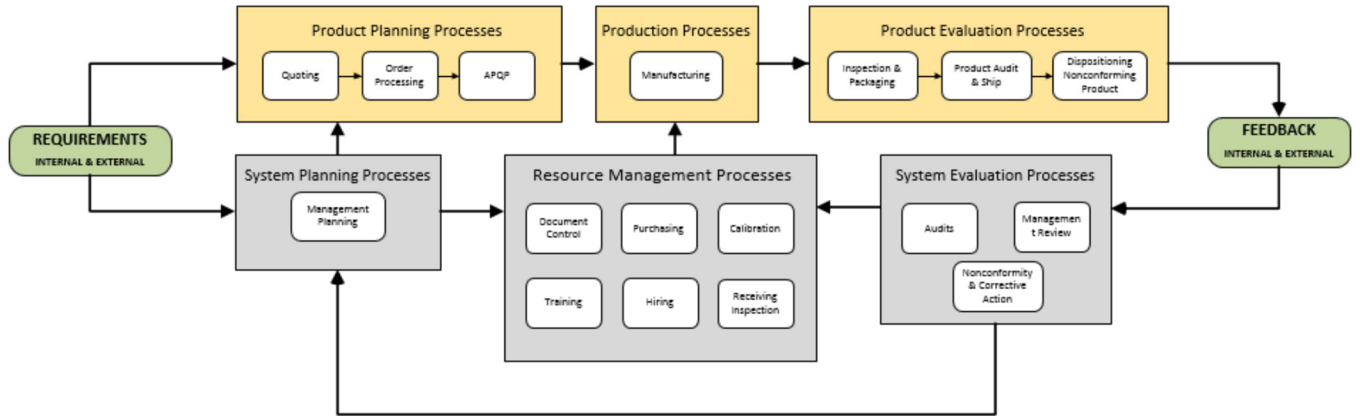 Product Planning Processes
Quoting
Order
Processing
APQP
Production Processes
Manufacturing
Product Evaluation Processes
Inspection &
Packaging
Product Audit
& Ship
Dispositioning
Nonconforming
Product
REQUIREMENTS
INTERNAL & EXTERNAL
FEEDBACK
INTERNAL & EXTERNAL
System Planning Processes
Management
Planning
Resource Management Processes
Document
Control
Purchasing
Calibration
Training
Hiring
Receiving
Inspection
System Evaluation Processes
Audits
Managemen
t Review
Nonconformity
& Corrective
Action